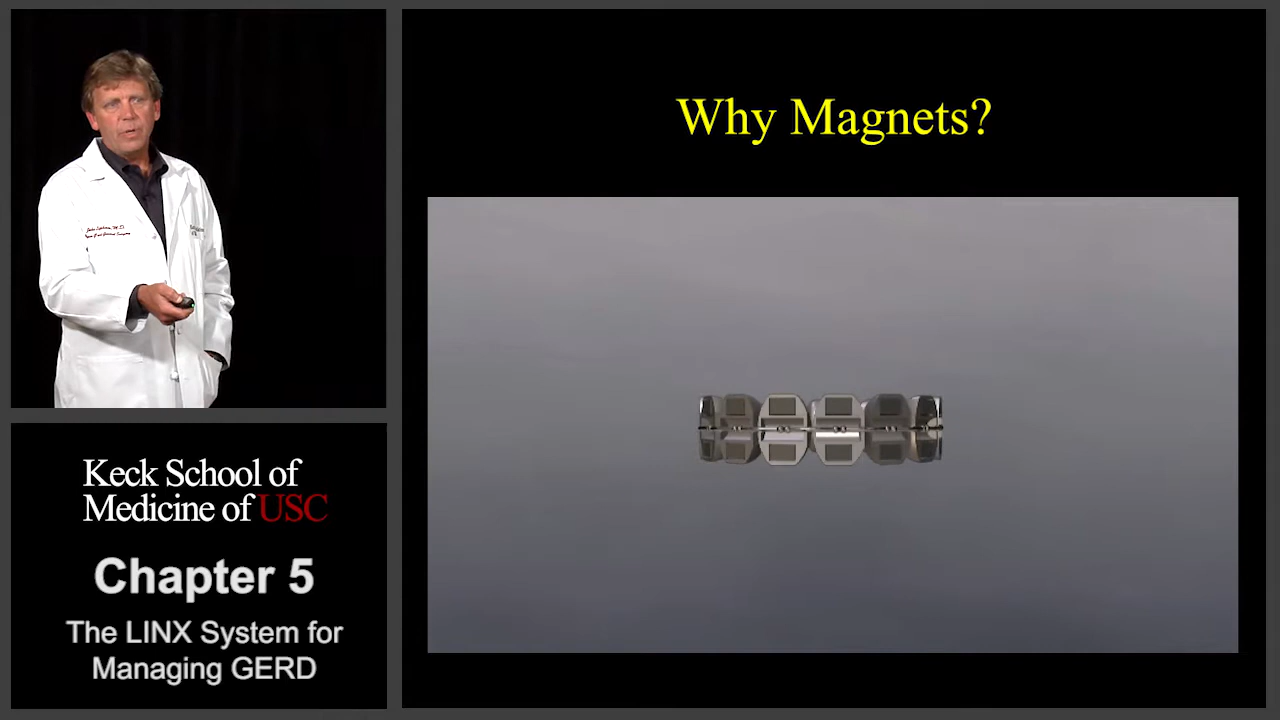 Why Magnets?
Keck School of
Medicine of USC
Chapter 5
The LINX System for
Managing GERD